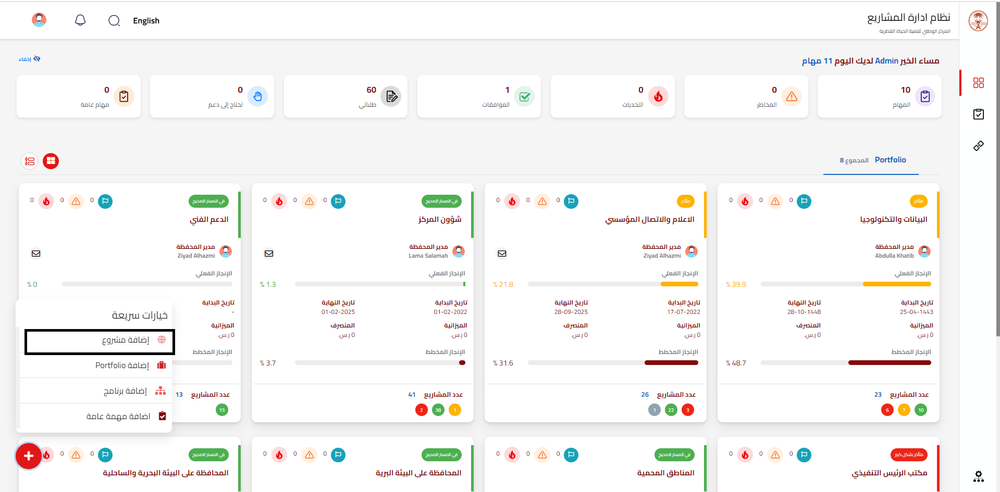 نظام ادارة المشاريع
المركز الوطني لتنمية الحياة الفطرية
English
مساء الخير Admin لديك اليوم 11 مهام
إخفاء
10
المهام
0
المخاطر
0
التحديات
1
الموافقات
60
طلباتي
0
تحتاج إلى دعم
0
مهام عامة
Portfolio المجموع 8
متأخر
0 0 0
البيانات والتكنولوجيا
مدير المحفظة
Abdulla Khatib
الإنجاز الفعلي
% 39.9
تاريخ البداية تاريخ النهاية
25-04-1443 28-10-1448
الميزانية المنصرف
0 ر.س. 0 ر.س.
الإنجاز المخطط
% 48.7
عدد المشاريع 23
10 7 6
متأخر
0 0 0
الاعلام والاتصال المؤسسي
مدير المحفظة
Ziyad Alhazmi
الإنجاز الفعلي
% 21.8
تاريخ البداية تاريخ النهاية
17-07-2022 28-09-2025
الميزانية المنصرف
0 ر.س. 0 ر.س.
الإنجاز المخطط
% 31.6
عدد المشاريع 26
3 22 1
في المسار الصحيح
0 0 0
شؤون المركز
مدير المحفظة
Lama Salamah
الإنجاز الفعلي
% 1.3
تاريخ البداية تاريخ النهاية
01-02-2022 01-02-2025
الميزانية المنصرف
0 ر.س. 0 ر.س.
الإنجاز المخطط
% 3.7
عدد المشاريع 41
1 38 2
في المسار الصحيح
0 0 0
الدعم الفني
مدير المحفظة
Ziyad Alhazmi
الإنجاز الفعلي
% 0
تاريخ البداية
-
الميزانية
0 ر.س.
الإنجاز المخطط
عدد المشاريع 13
13
خيارات سريعة
إضافة مشروع
إضافة Portfolio
إضافة برنامج
اضافة مهمة عامة
متأخر بشكل كبير
0 0 0
مكتب الرئيس التنفيذي
في المسار الصحيح
0 0 0
المناطق المحمية
في المسار الصحيح
0 0 0
المحافظة على البيئة البرية
في المسار الصحيح
0 0
المحافظة على البيئة البحرية والساحلية